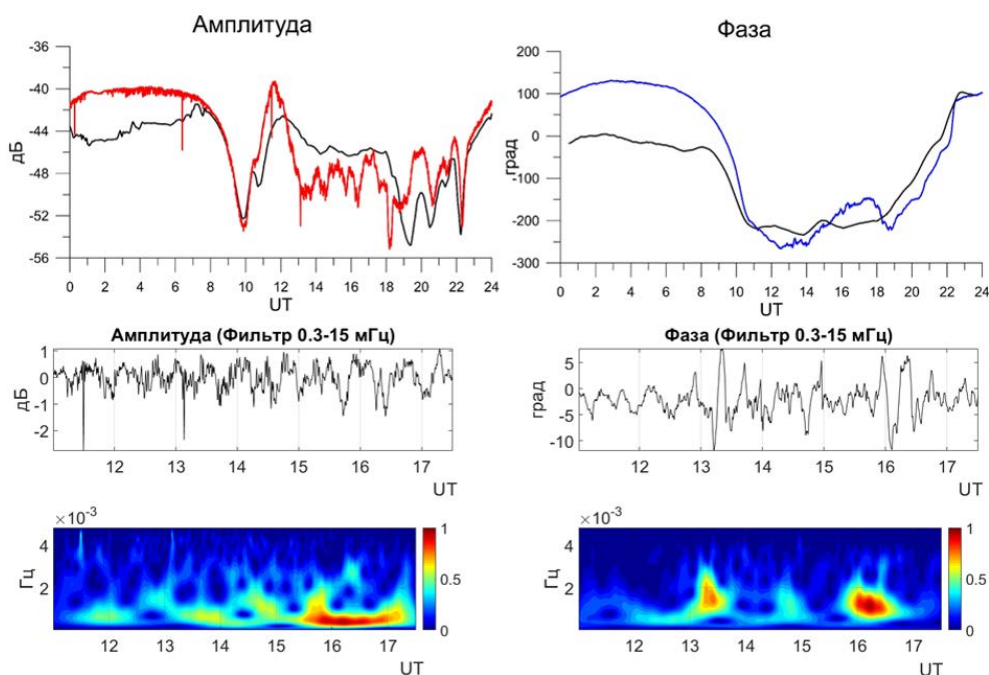 Амплитуда
Фаза
-36
-40
-44
-48
-52
-56
дБ
0 2 4 6 8 10 12 14 16 18 20 22 24
UT
200
100
0
-100
-200
-300
град
0 2 4 6 8 10 12 14 16 18 20 22 24
UT
Амплитуда (Фильтр 0.3-15 мГц)
1
0
-1
-2
дБ
12 13 14 15 16 17
UT
Фаза (Фильтр 0.3-15 мГц)
5
0
-5
-10
град
12 13 14 15 16 17
UT
×10⁻³
4
2
Гц
12 13 14 15 16 17
UT
1
0.5
0
×10⁻³
4
2
Гц
12 13 14 15 16 17
UT
1
0.5
0